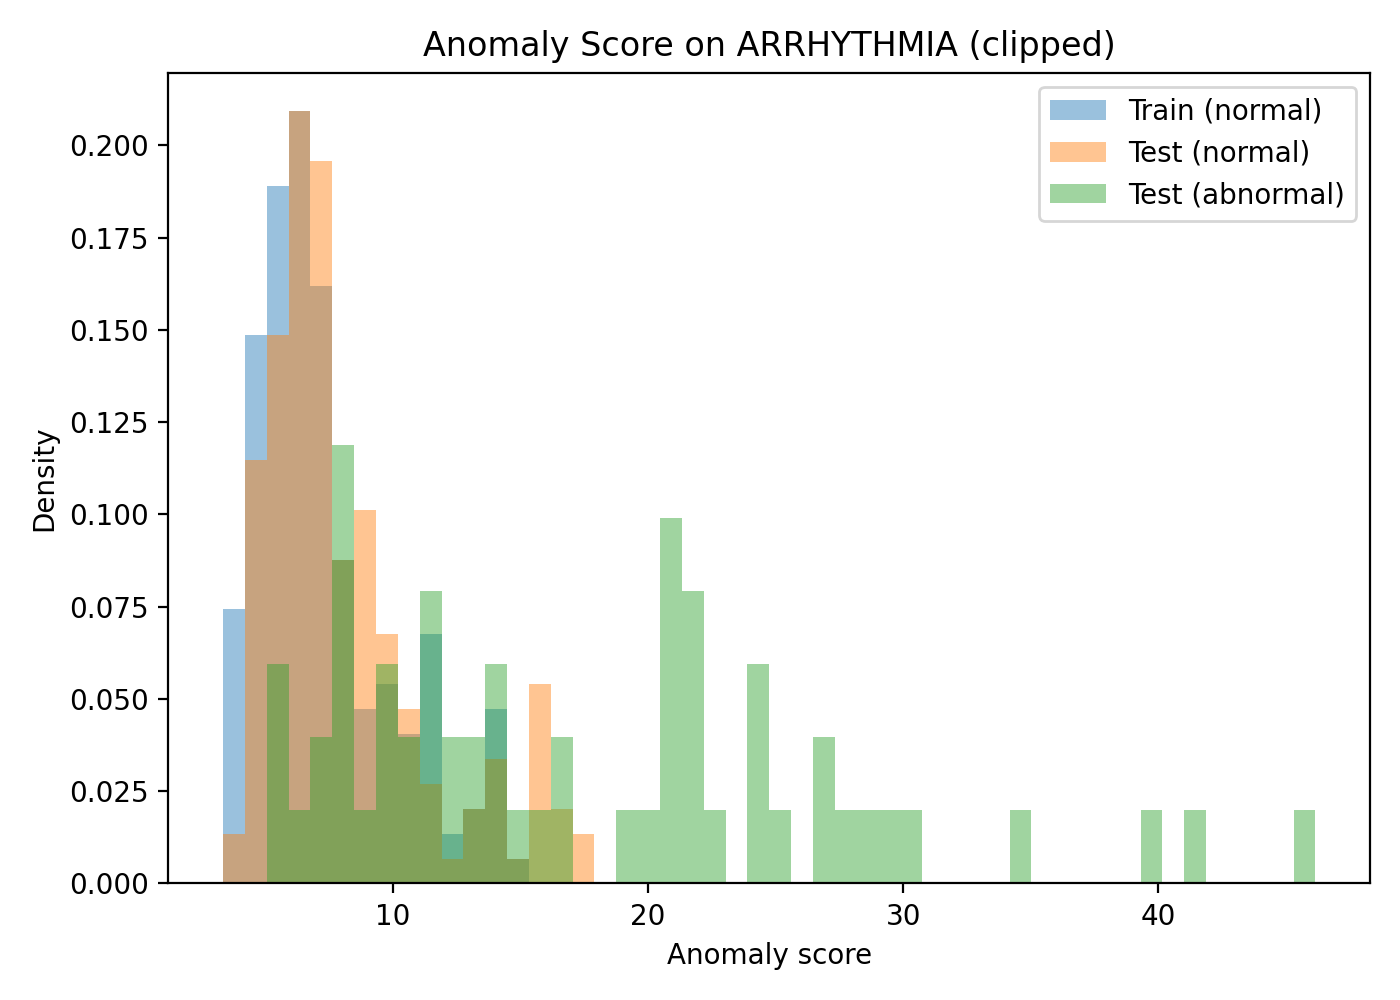 Anomaly Score on ARRHYTHMIA (clipped)
Train (normal)
Test (normal)
Test (abnormal)
0.200
0.175
0.150
0.125
0.100
0.075
0.050
0.025
0.000
Density
10 20 30 40
Anomaly score